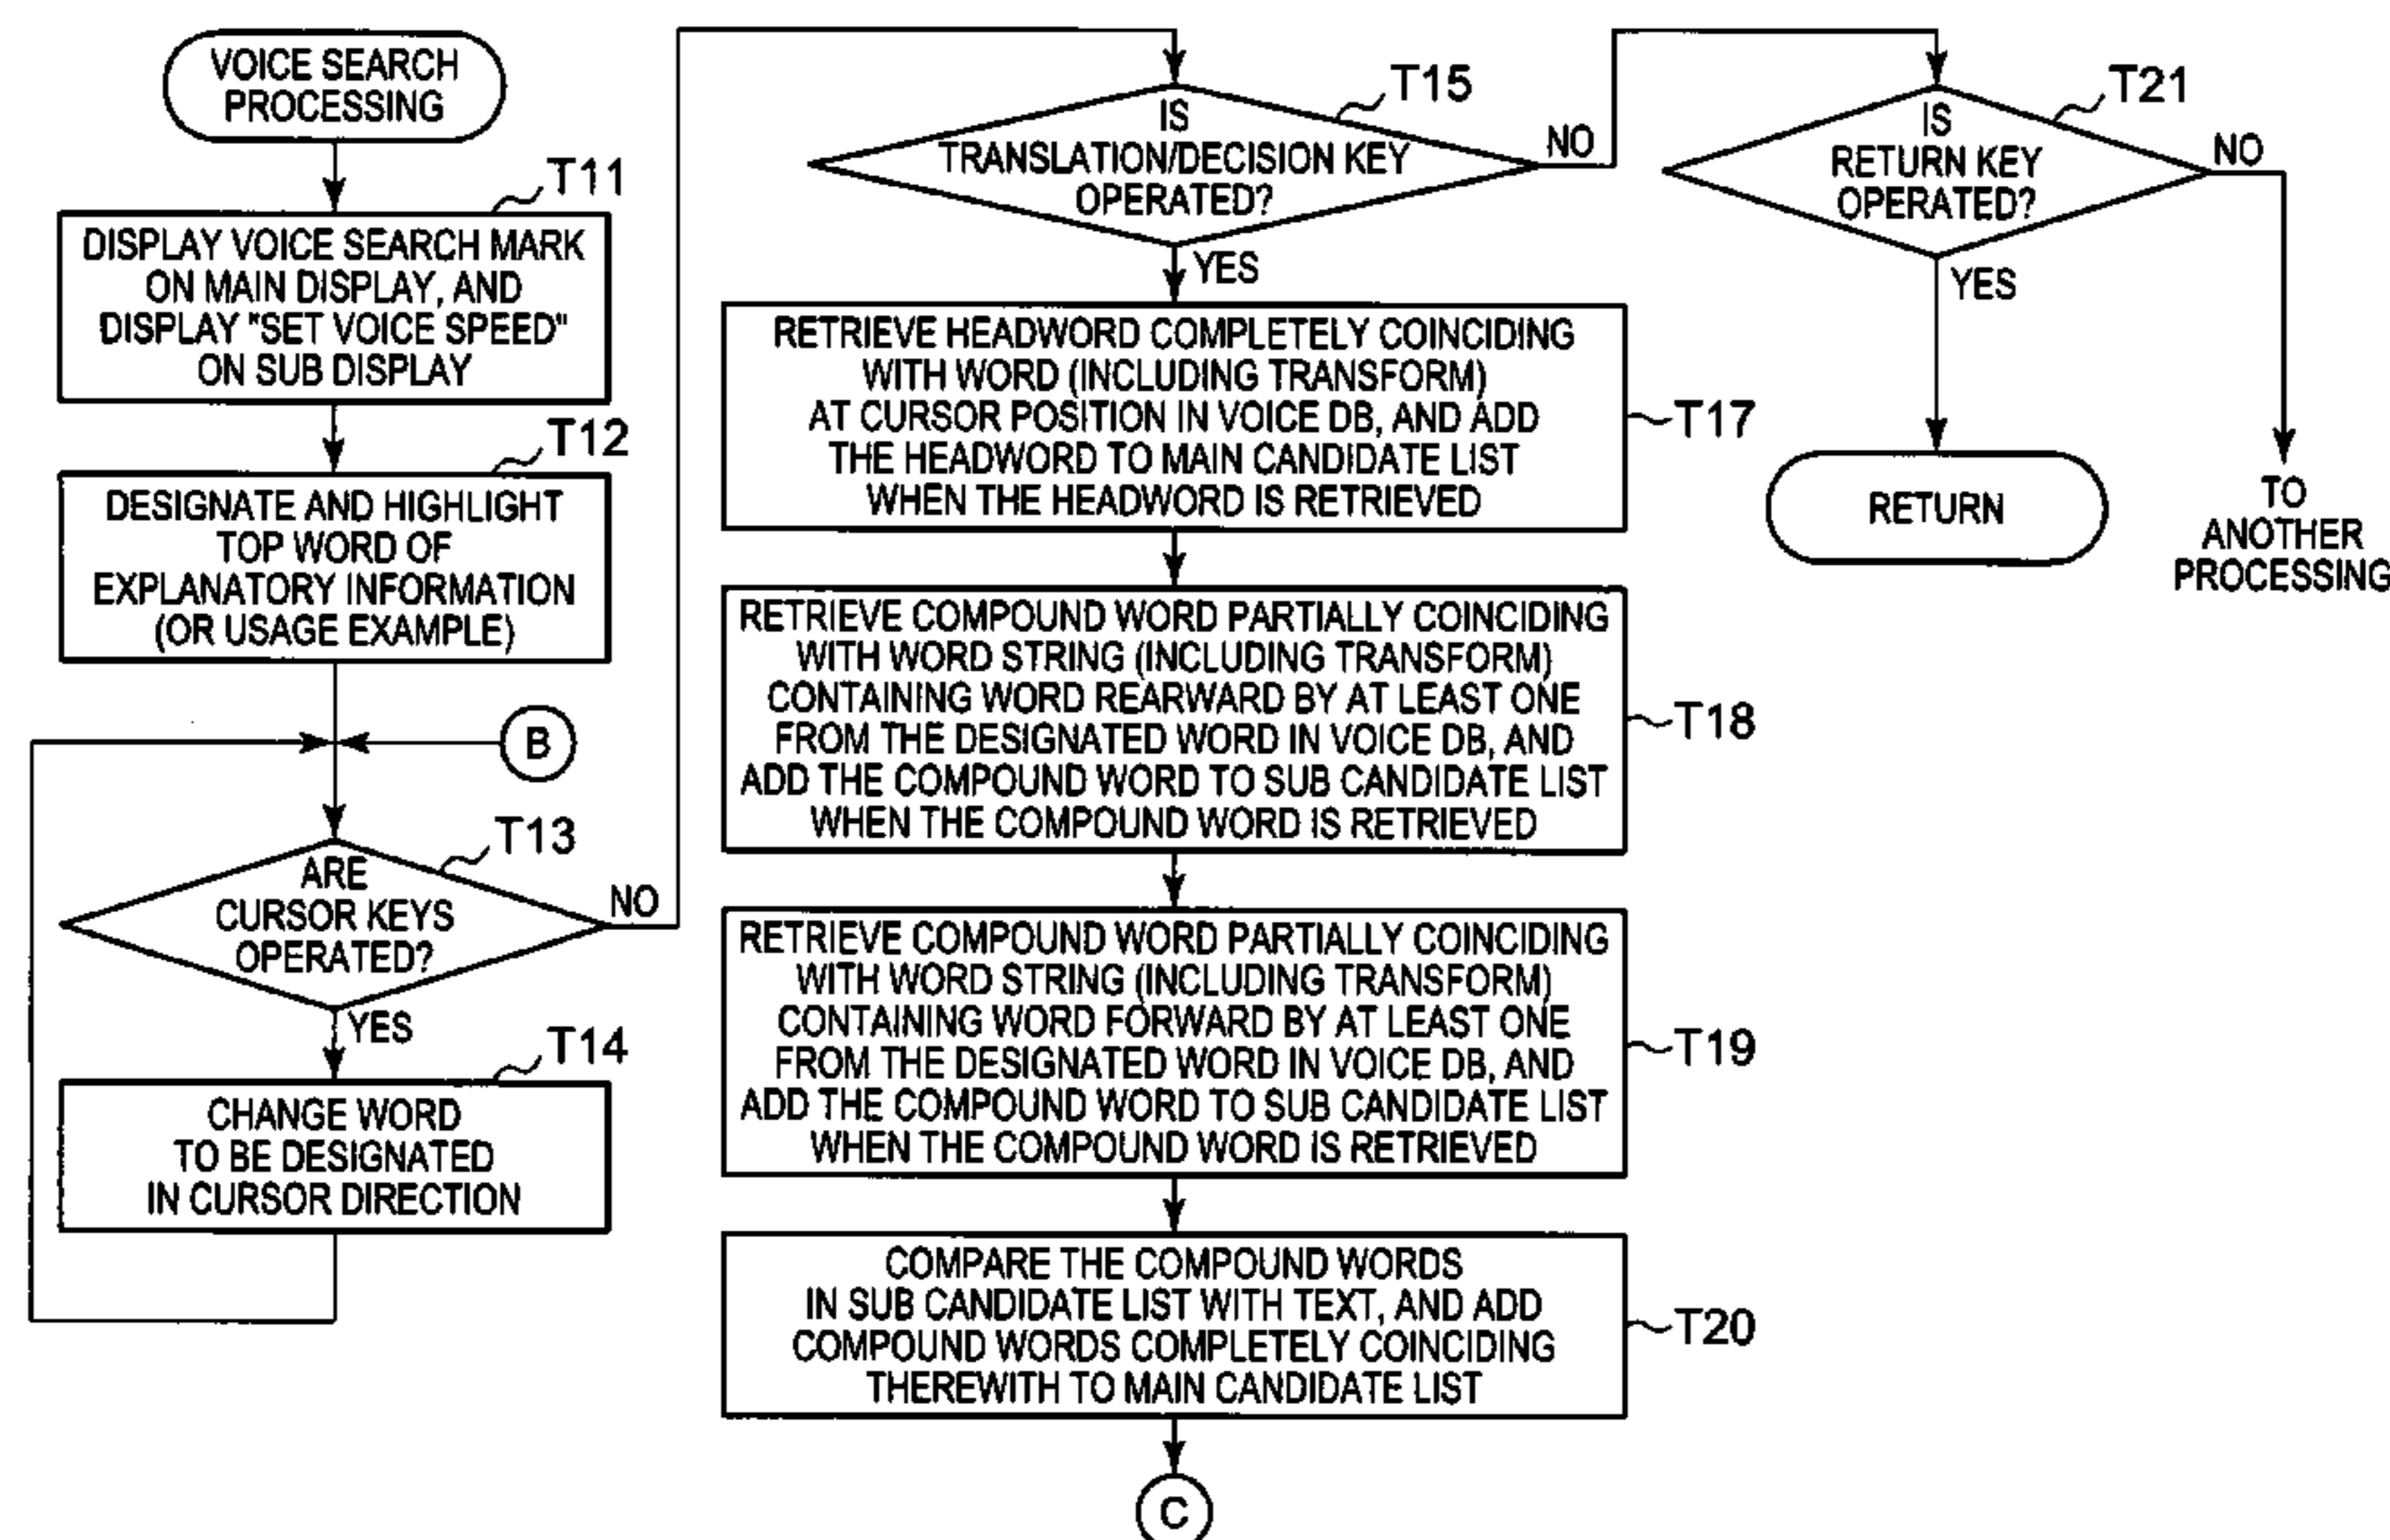 VOICE SEARCH
PROCESSING
T11
DISPLAY VOICE SEARCH MARK
ON MAIN DISPLAY, AND
DISPLAY "SET VOICE SPEED"
ON SUB DISPLAY
T12
DESIGNATE AND HIGHLIGHT
TOP WORD OF
EXPLANATORY INFORMATION
(OR USAGE EXAMPLE)
B
T13
ARE
CURSOR KEYS
OPERATED?
NO
YES
T14
CHANGE WORD
TO BE DESIGNATED
IN CURSOR DIRECTION
T15
IS
TRANSLATION/DECISION KEY
OPERATED?
NO
YES
RETRIEVE HEADWORD COMPLETELY COINCIDING
WITH WORD (INCLUDING TRANSFORM)
AT CURSOR POSITION IN VOICE DB, AND ADD
THE HEADWORD TO MAIN CANDIDATE LIST
WHEN THE HEADWORD IS RETRIEVED
T17
RETRIEVE COMPOUND WORD PARTIALLY COINCIDING
WITH WORD STRING (INCLUDING TRANSFORM)
CONTAINING WORD REARWARD BY AT LEAST ONE
FROM THE DESIGNATED WORD IN VOICE DB, AND
ADD THE COMPOUND WORD TO SUB CANDIDATE LIST
WHEN THE COMPOUND WORD IS RETRIEVED
T18
RETRIEVE COMPOUND WORD PARTIALLY COINCIDING
WITH WORD STRING (INCLUDING TRANSFORM)
CONTAINING WORD FORWARD BY AT LEAST ONE
FROM THE DESIGNATED WORD IN VOICE DB, AND
ADD THE COMPOUND WORD TO SUB CANDIDATE LIST
WHEN THE COMPOUND WORD IS RETRIEVED
T19
COMPARE THE COMPOUND WORDS
IN SUB CANDIDATE LIST WITH TEXT, AND ADD
COMPOUND WORDS COMPLETELY COINCIDING
THEREWITH TO MAIN CANDIDATE LIST
T20
C
T21
IS
RETURN KEY
OPERATED?
NO
YES
RETURN
TO
ANOTHER
PROCESSING